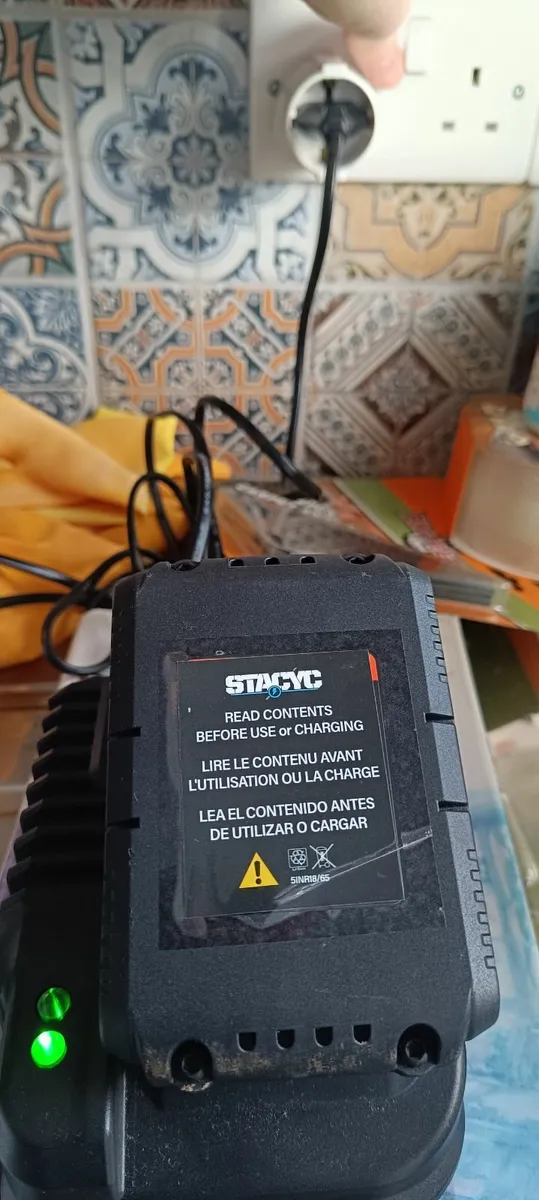 STACYC
READ CONTENTS
BEFORE USE or CHARGING
LIRE LE CONTENU AVANT
L'UTILISATION OU LA CHARGE
LEA EL CONTENIDO ANTES
DE UTILIZAR O CARGAR
5INR18/65